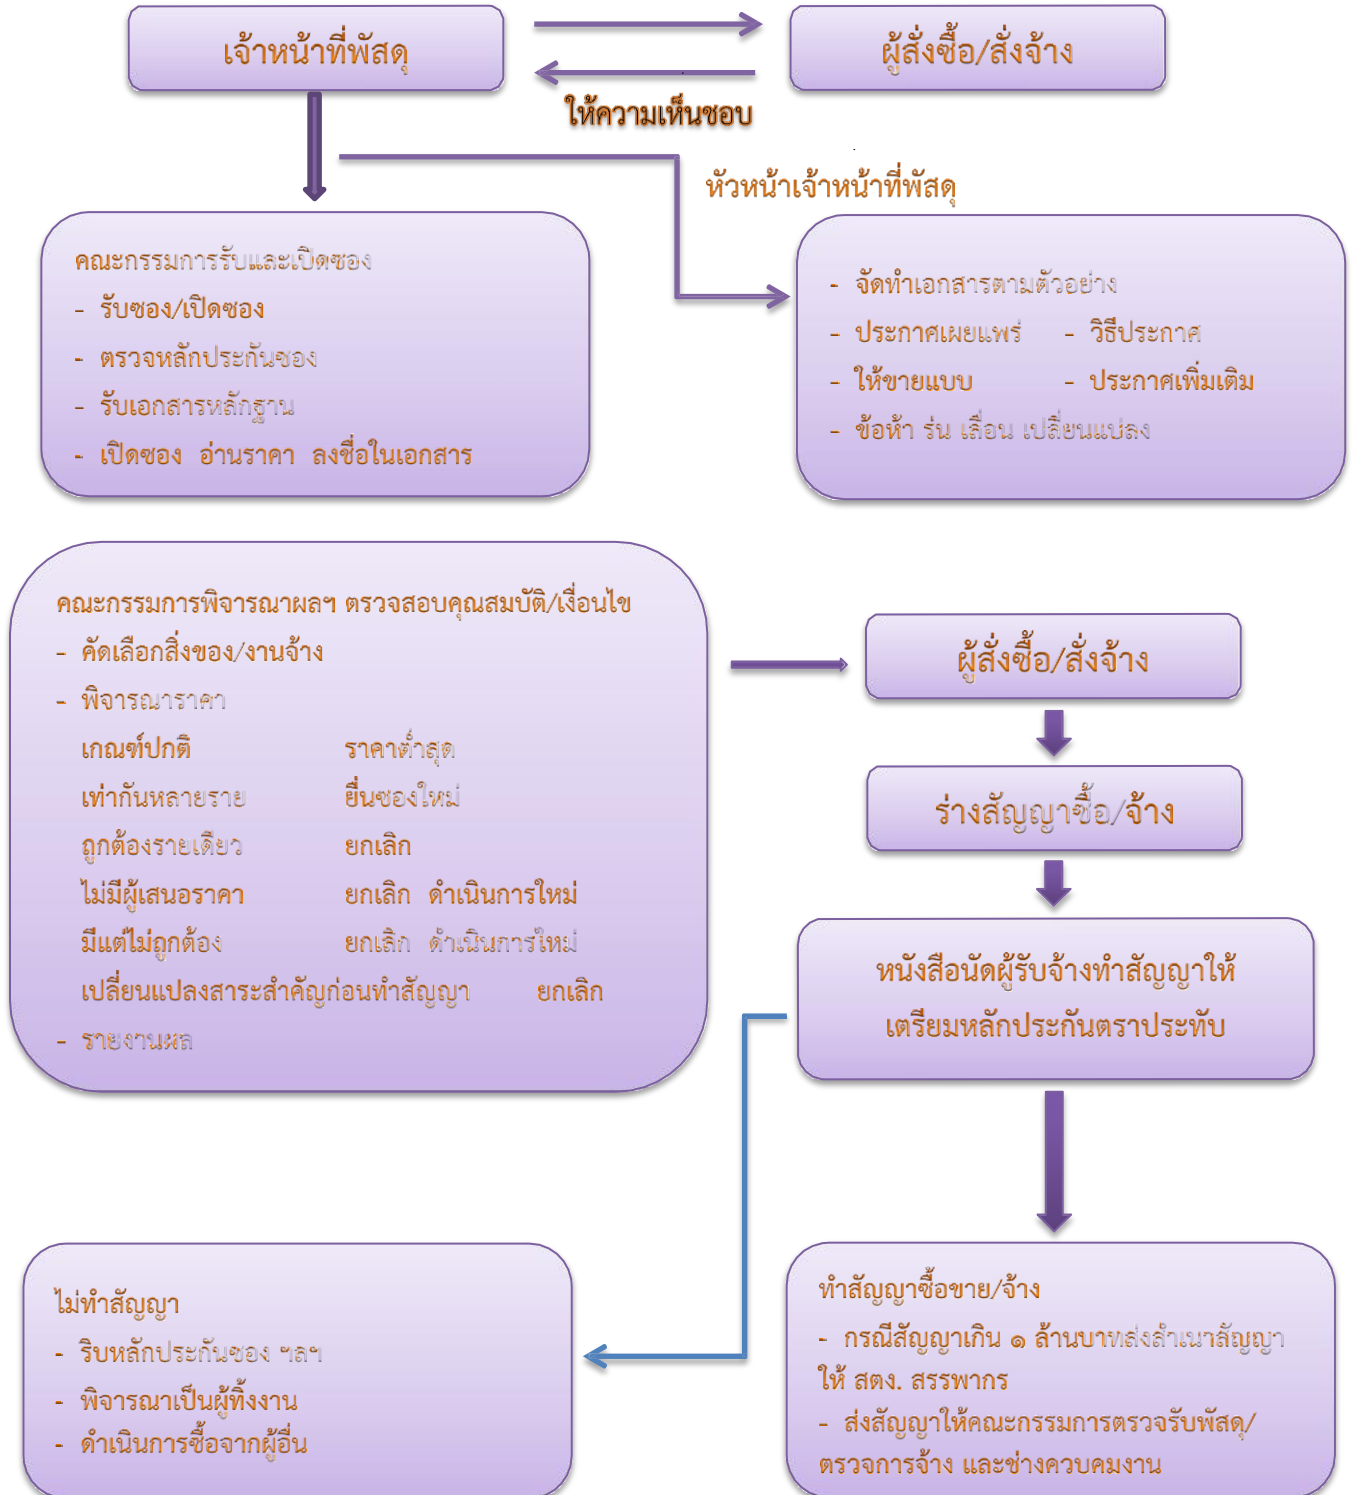 เจ้าหน้าที่พัสดุ
ผู้สั่งซื้อ/สั่งจ้าง
ให้ความเห็นชอบ
หัวหน้าเจ้าหน้าที่พัสดุ
คณะกรรมการรับและเปิดซอง
- รับซอง/เปิดซอง
- ตรวจหลักประกันซอง
- รับเอกสารหลักฐาน
- เปิดซอง อ่านราคา ลงชื่อในเอกสาร
- จัดทำเอกสารตามตัวอย่าง
- ประกาศเผยแพร่ - วิธีประกาศ
- ให้ขายแบบ - ประกาศเพิ่มเติม
- ข้อห้า ร่น เลื่อน เปลี่ยนแปลง
คณะกรรมการพิจารณาผลฯ ตรวจสอบคุณสมบัติ/เงื่อนไข
- คัดเลือกสิ่งของ/งานจ้าง
- พิจารณาราคา
เกณฑ์ปกติ ราคาต่ำสุด
เท่ากันหลายราย ยื่นซองใหม่
ถูกต้องรายเดียว ยกเลิก
ไม่มีผู้เสนอราคา ยกเลิก ดำเนินการใหม่
มีแต่ไม่ถูกต้อง ยกเลิก ดำเนินการใหม่
เปลี่ยนแปลงสาระสำคัญก่อนทำสัญญา ยกเลิก
- รายงานผล
ผู้สั่งซื้อ/สั่งจ้าง
ร่างสัญญาซื้อ/จ้าง
หนังสือนัดผู้รับจ้างทำสัญญาให้
เตรียมหลักประกันตราประทับ
ไม่ทำสัญญา
- ริบหลักประกันซอง ฯลฯ
- พิจารณาเป็นผู้ทิ้งงาน
- ดำเนินการซื้อจากผู้อื่น
ทำสัญญาซื้อขาย/จ้าง
- กรณีสัญญาเกิน ๑ ล้านบาทส่งสำเนาสัญญา
ให้ สตง. สรรพากร
- ส่งสัญญาให้คณะกรรมการตรวจรับพัสดุ/
ตรวจการจ้าง และช่างควบคมงาน